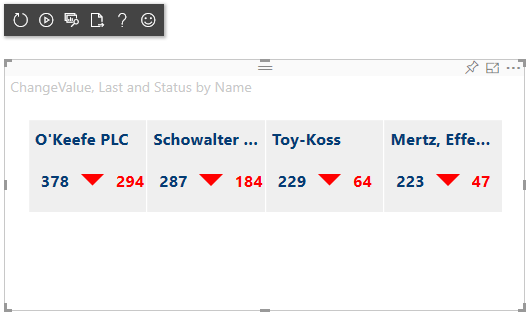 ChangeValue, Last and Status by Name
O'Keefe PLC Schowalter ... Toy-Koss Mertz, Effe...
378 294 287 184 229 64 223 47